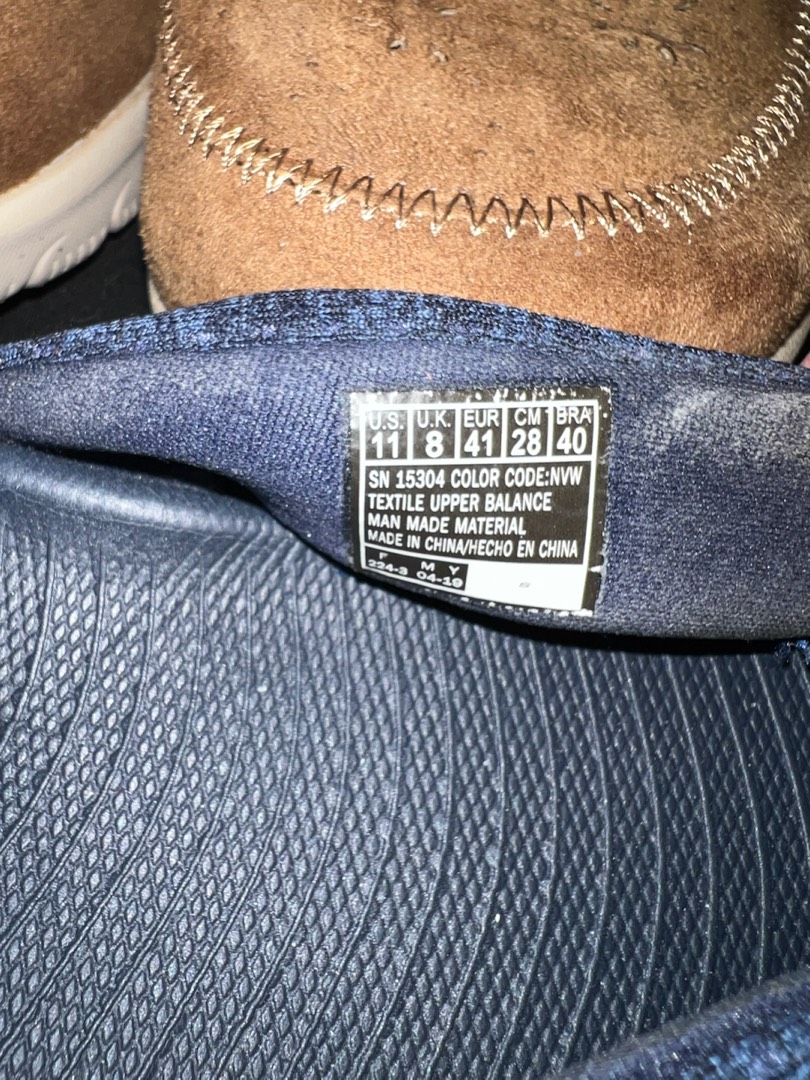 U.S. U.K. EUR CM BRA
11 8 41 28 40
SN 15304 COLOR CODE:NVW
TEXTILE UPPER BALANCE
MAN MADE MATERIAL
MADE IN CHINA/HECHO EN CHINA
F M Y
224-3 04-19